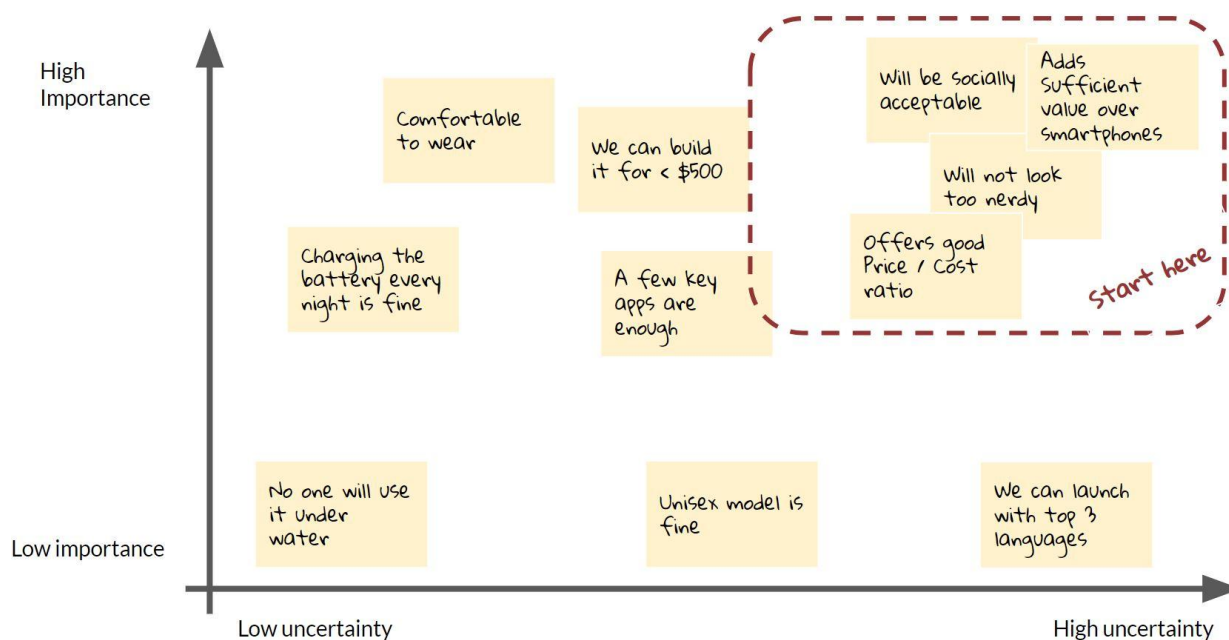 High
Importance
Comfortable
to wear
We can build
it for < $500
Will be socially
acceptable
Adds
Sufficient
value over
smartphones
Will not look
too nerdy
Charging the
battery every
night is fine
A few key
apps are
enough
Offers good
Price / Cost
ratio
Start here
No one will use
it under
water
Unisex model is
fine
We can launch
with top 3
languages
Low importance
Low uncertainty
High uncertainty